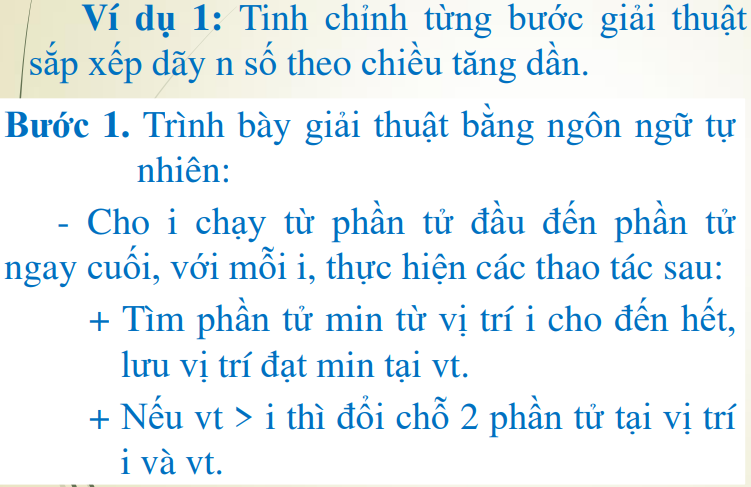 Ví dụ 1: Tinh chỉnh từng bước giải thuật
sắp xếp dãy n số theo chiều tăng dần.
Bước 1. Trình bày giải thuật bằng ngôn ngữ tự
nhiên:
- Cho i chạy từ phần tử đầu đến phần tử
ngay cuối, với mỗi i, thực hiện các thao tác sau:
+ Tìm phần tử min từ vị trí i cho đến hết,
lưu vị trí đạt min tại vt.
+ Nếu vt > i thì đổi chỗ 2 phần tử tại vị trí
i và vt.